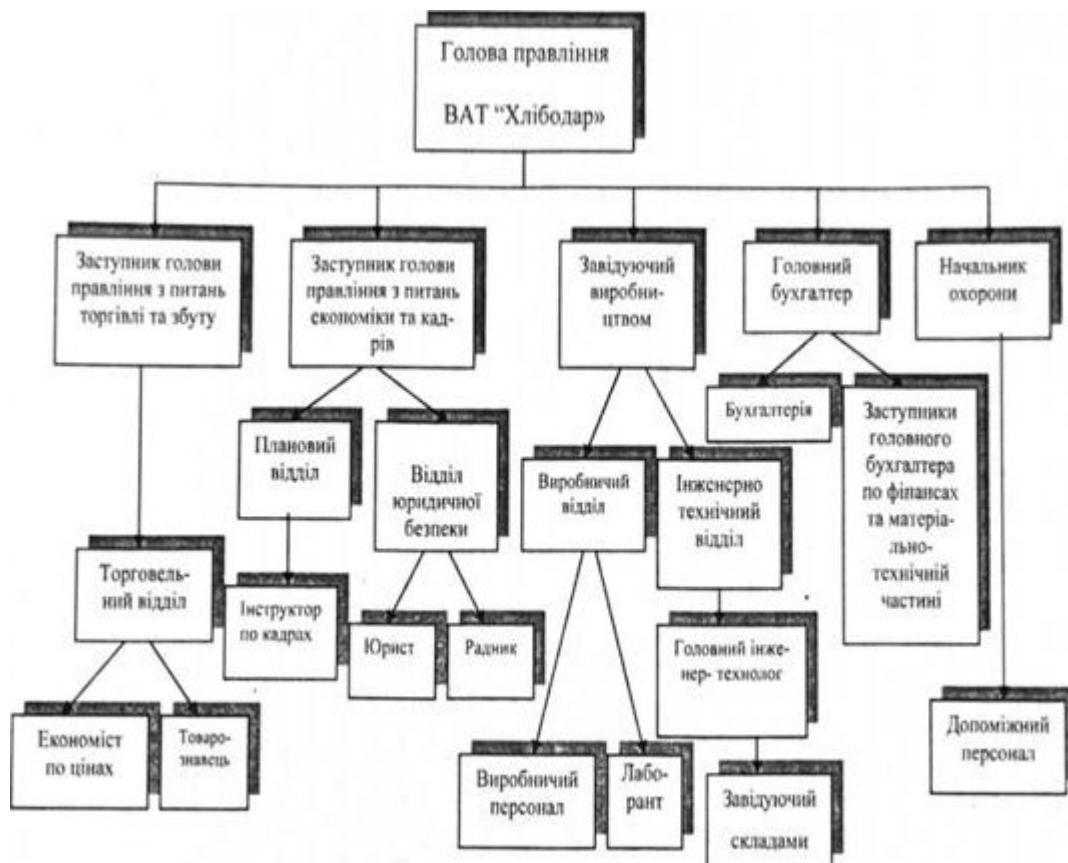 Голова правління
ВАТ “Хлібодар»
Заступник голови
правління з питань
торгівлі та збуту
Заступник голови
правління з питань
економіки та кад-
рів
Завідуючий
виробни-
цтвом
Головний
бухгалтер
Начальник
охорони
Плановий
відділ
Відділ
юридичної
безпеки
Виробничий
відділ
Інженерно
технічний
відділ
Бухгалтерія
Заступники
головного
бухгалтера
по фінансах
та матеріа-
льно-
технічній
частині
Торговель-
ний відділ
Інструктор
по кадрах
Юрист
Радник
Головний інже-
нер- технолог
Економіст
по цінах
Товаро-
знавець
Виробничий
персонал
Лабо-
рант
Завідуючий
складами
Допоміжний
персонал